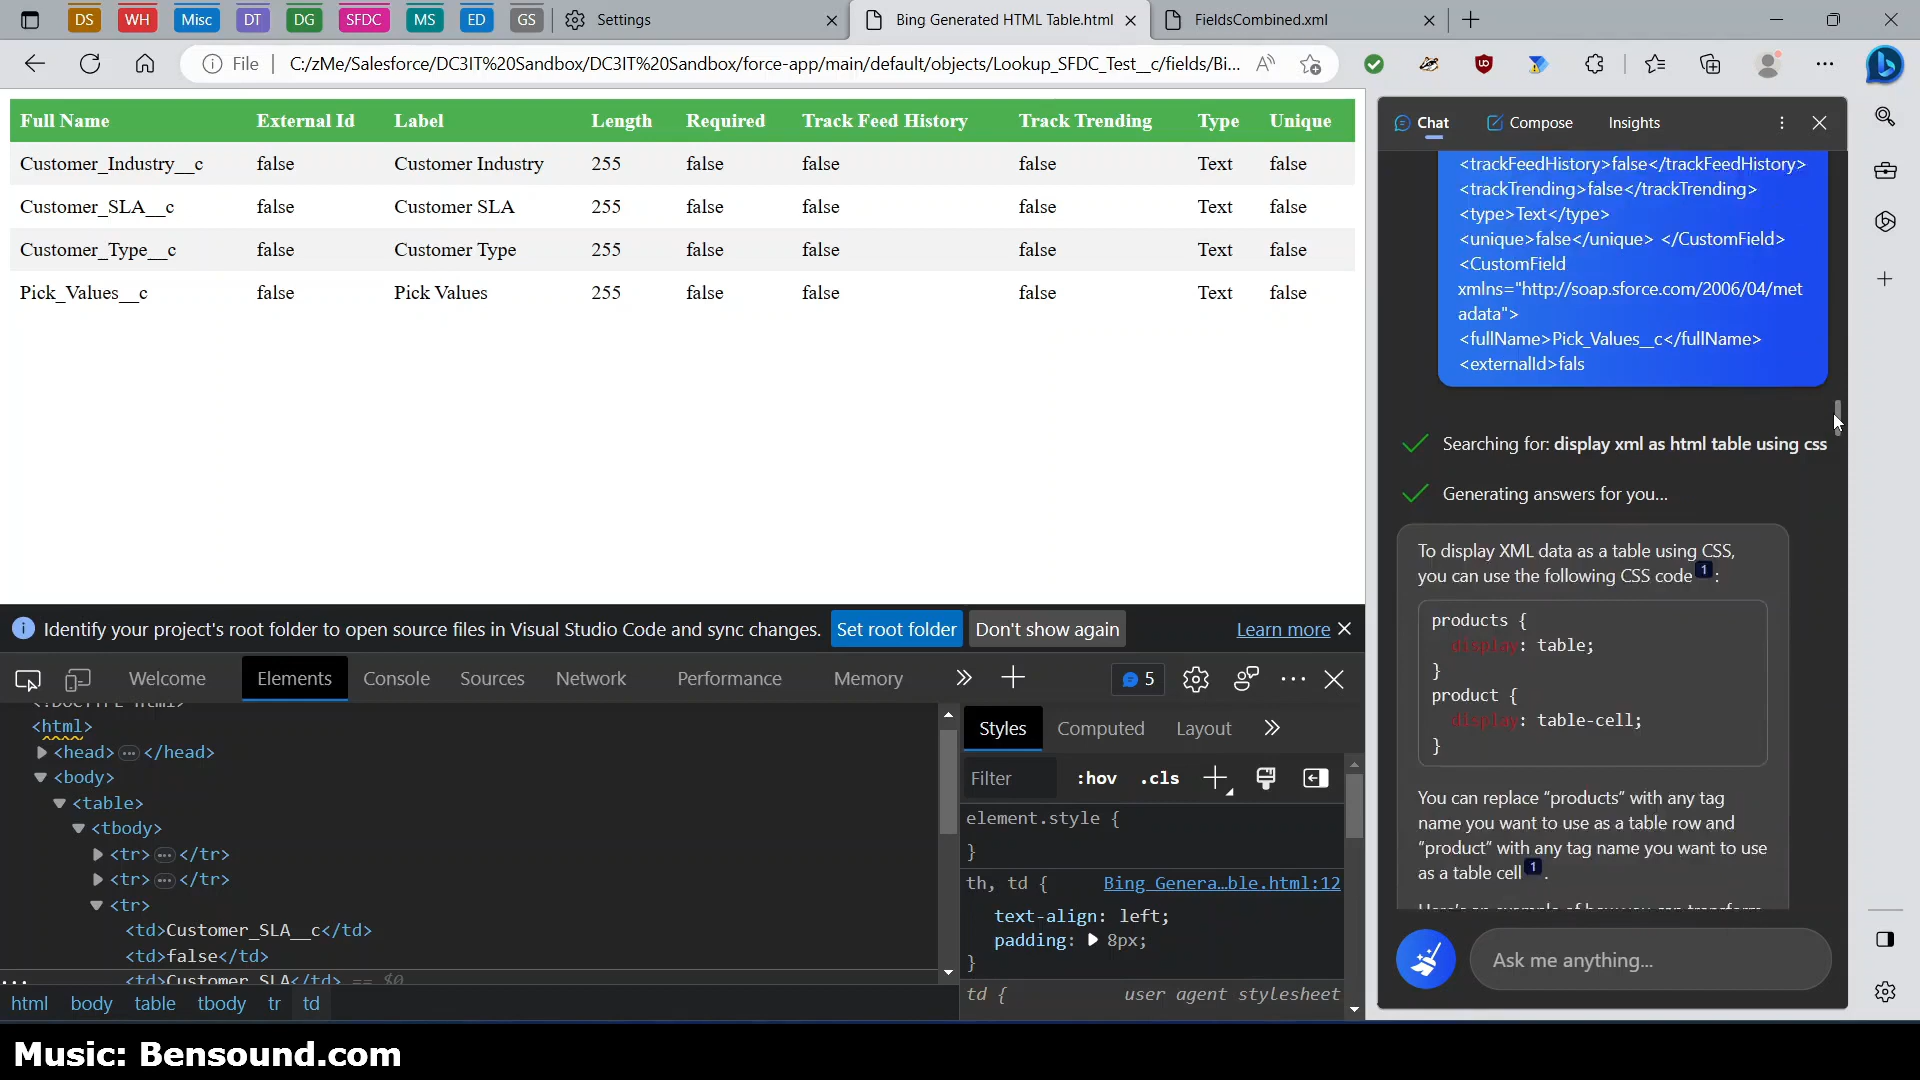 DS WH Misc DT DG SFDC MS ED GS Settings Bing Generated HTML Table.html FieldsCombined.xml
File C:/zMe/Salesforce/DC3IT%20Sandbox/DC3IT%20Sandbox/force-app/main/default/objects/Lookup_SFDC_Test__c/fields/Bi...
Full Name External Id Label Length Required Track Feed History Track Trending Type Unique
Customer_Industry__c false Customer Industry 255 false false false Text false
Customer_SLA__c false Customer SLA 255 false false false Text false
Customer_Type__c false Customer Type 255 false false false Text false
Pick_Values__c false Pick Values 255 false false false Text false
Chat Compose Insights
<trackFeedHistory>false</trackFeedHistory>
<trackTrending>false</trackTrending>
<type>Text</type>
<unique>false</unique> </CustomField>
<CustomField
xmlns="http://soap.sforce.com/2006/04/met
adata">
<fullName>Pick_Values__c</fullName>
<externalId>fals
Searching for: display xml as html table using css
Generating answers for you...
To display XML data as a table using CSS,
you can use the following CSS code 1 :
products {
display: table;
}
product {
display: table-cell;
}
You can replace “products” with any tag
name you want to use as a table row and
“product” with any tag name you want to use
as a table cell 1 .
Ask me anything...
Identify your project's root folder to open source files in Visual Studio Code and sync changes. Set root folder Don't show again Learn more
Welcome Elements Console Sources Network Performance Memory 5
<!DOCTYPE html>
<html>
<head> ... </head>
<body>
<table>
<tbody>
<tr> ... </tr>
<tr> ... </tr>
<tr>
<td>Customer_SLA__c</td>
<td>false</td>
<td>Customer SLA</td> == $0
html body table tbody tr td
Styles Computed Layout
Filter :hov .cls
element.style {
}
th, td { Bing Genera…ble.html:12
text-align: left;
padding: 8px;
}
td { user agent stylesheet
Music: Bensound.com